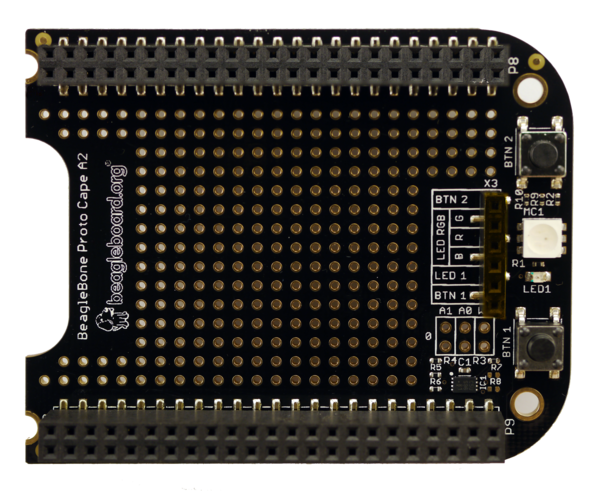 P8
BTN 2
X3
R10
R9
R2
MC1
BTN 2
LED RGB
G
R
B
LED 1
BTN 1
R1
LED1
A1 A0 W
0
BTN 1
R4
C1
R3
R5
R7
R6
IC1
R8
P9
BeagleBone Proto Cape A2
beagleboard.org®